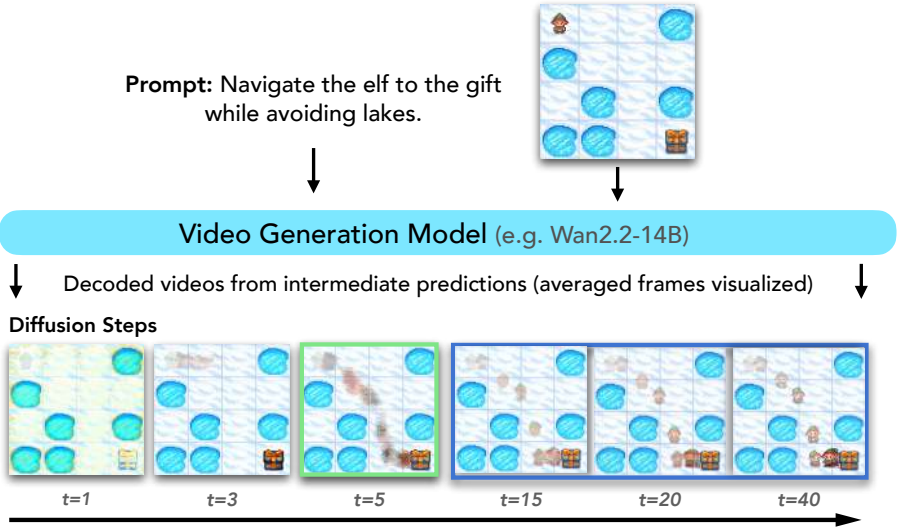 Prompt: Navigate the elf to the gift
while avoiding lakes.
Video Generation Model (e.g. Wan2.2-14B)
Decoded videos from intermediate predictions (averaged frames visualized)
Diffusion Steps
t=1 t=3 t=5 t=15 t=20 t=40